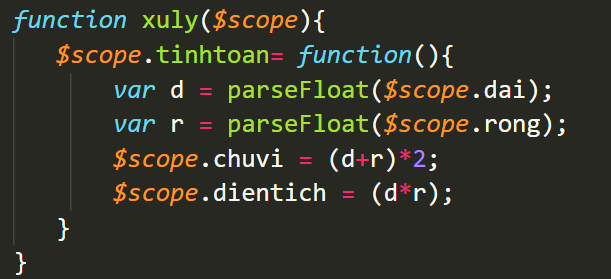 function xuly($scope){
$scope.tinhtoan= function(){
var d = parseFloat($scope.dai);
var r = parseFloat($scope.rong);
$scope.chuvi = (d+r)*2;
$scope.dientich = (d*r);
}
}